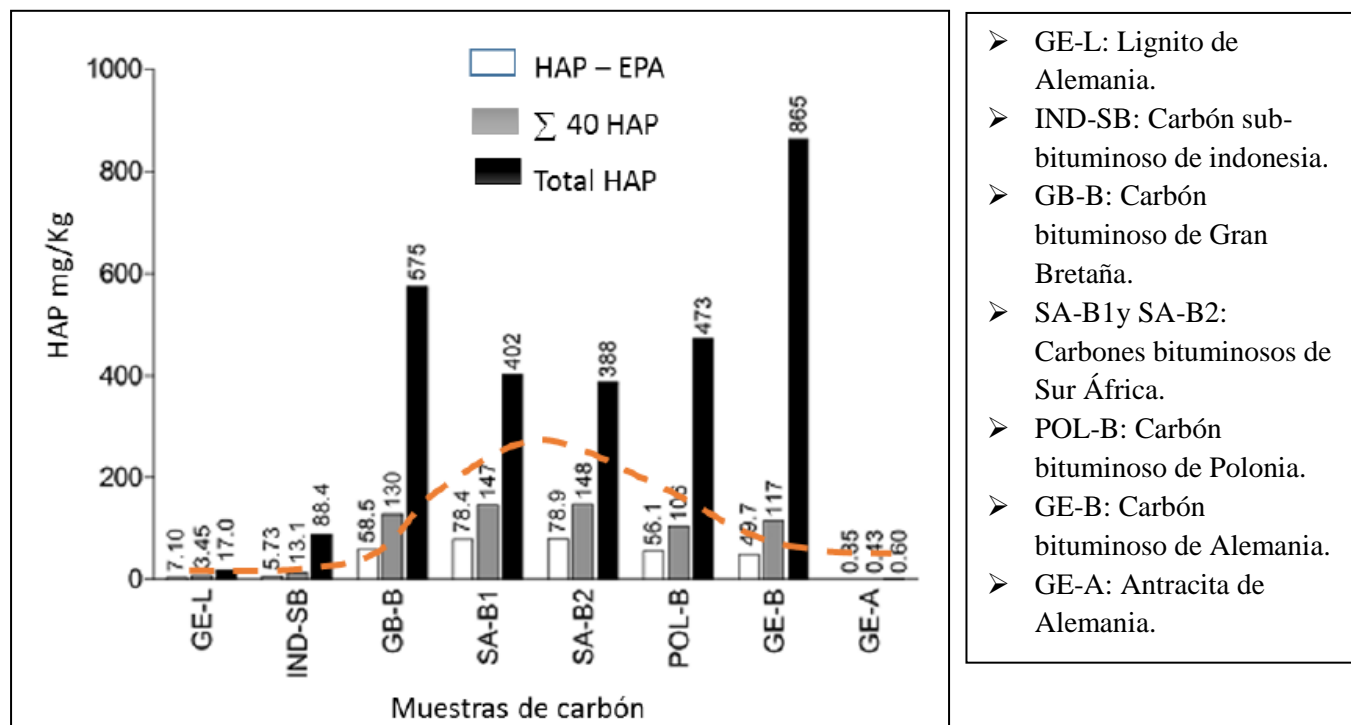 1000
800
600
400
200
0
HAP mg/Kg
HAP – EPA
∑ 40 HAP
Total HAP
7.10
3.45
17.0
5.73
13.1
88.4
58.5
130
575
78.4
147
402
78.9
148
388
56.1
106
473
49.7
117
865
0.35
0.43
0.60
GE-L
IND-SB
GB-B
SA-B1
SA-B2
POL-B
GE-B
GE-A
Muestras de carbón
➢ GE-L: Lignito de
Alemania.
➢ IND-SB: Carbón sub-
bituminoso de indonesia.
➢ GB-B: Carbón
bituminoso de Gran
Bretaña.
➢ SA-B1y SA-B2:
Carbones bituminosos de
Sur África.
➢ POL-B: Carbón
bituminoso de Polonia.
➢ GE-B: Carbón
bituminoso de Alemania.
➢ GE-A: Antracita de
Alemania.